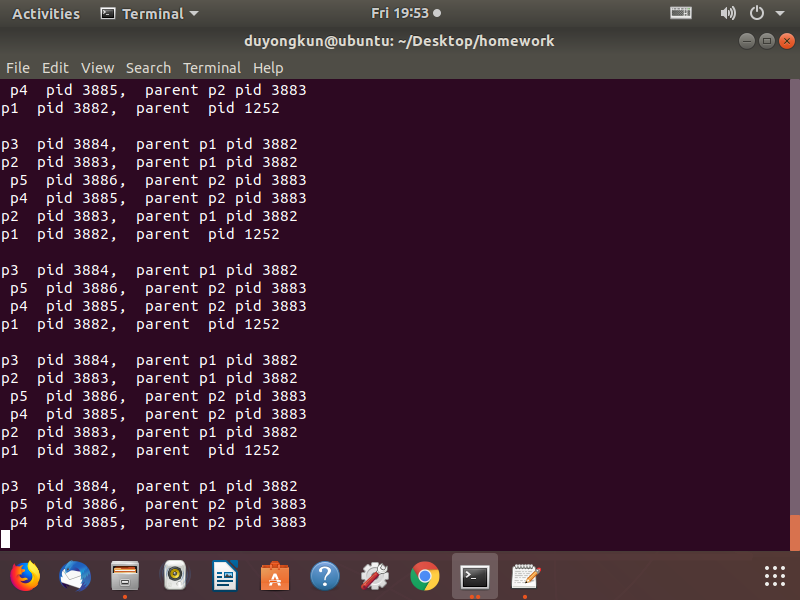 Activities Terminal Fri 19:53
duyongkun@ubuntu: ~/Desktop/homework
File Edit View Search Terminal Help
p4 pid 3885, parent p2 pid 3883
p1 pid 3882, parent pid 1252
p3 pid 3884, parent p1 pid 3882
p2 pid 3883, parent p1 pid 3882
p5 pid 3886, parent p2 pid 3883
p4 pid 3885, parent p2 pid 3883
p2 pid 3883, parent p1 pid 3882
p1 pid 3882, parent pid 1252
p3 pid 3884, parent p1 pid 3882
p5 pid 3886, parent p2 pid 3883
p4 pid 3885, parent p2 pid 3883
p1 pid 3882, parent pid 1252
p3 pid 3884, parent p1 pid 3882
p2 pid 3883, parent p1 pid 3882
p5 pid 3886, parent p2 pid 3883
p4 pid 3885, parent p2 pid 3883
p2 pid 3883, parent p1 pid 3882
p1 pid 3882, parent pid 1252
p3 pid 3884, parent p1 pid 3882
p5 pid 3886, parent p2 pid 3883
p4 pid 3885, parent p2 pid 3883